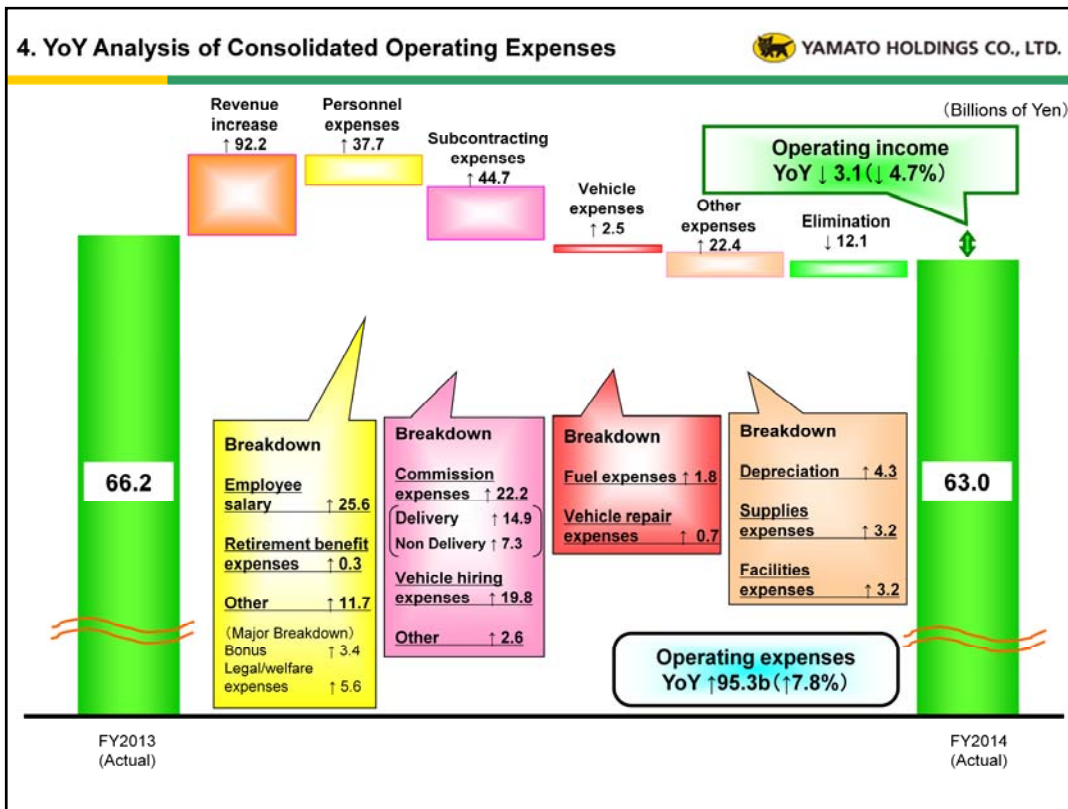 4. YoY Analysis of Consolidated Operating Expenses
YAMATO HOLDINGS CO., LTD.
(Billions of Yen)
Revenue
increase
↑ 92.2
Personnel
expenses
↑ 37.7
Subcontracting
expenses
↑ 44.7
Vehicle
expenses
↑ 2.5
Other
expenses
↑ 22.4
Elimination
↓ 12.1
Operating income
YoY ↓ 3.1(↓ 4.7%)
66.2
Breakdown
Employee
salary ↑ 25.6
Retirement benefit
expenses ↑ 0.3
Other ↑ 11.7
(Major Breakdown)
Bonus ↑ 3.4
Legal/welfare
expenses ↑ 5.6
Breakdown
Commission
expenses ↑ 22.2
Delivery ↑ 14.9
Non Delivery ↑ 7.3
Vehicle hiring
expenses ↑ 19.8
Other ↑ 2.6
Breakdown
Fuel expenses ↑ 1.8
Vehicle repair
expenses ↑ 0.7
Breakdown
Depreciation ↑ 4.3
Supplies
expenses ↑ 3.2
Facilities
expenses ↑ 3.2
63.0
Operating expenses
YoY ↑95.3b(↑7.8%)
FY2013
(Actual)
FY2014
(Actual)